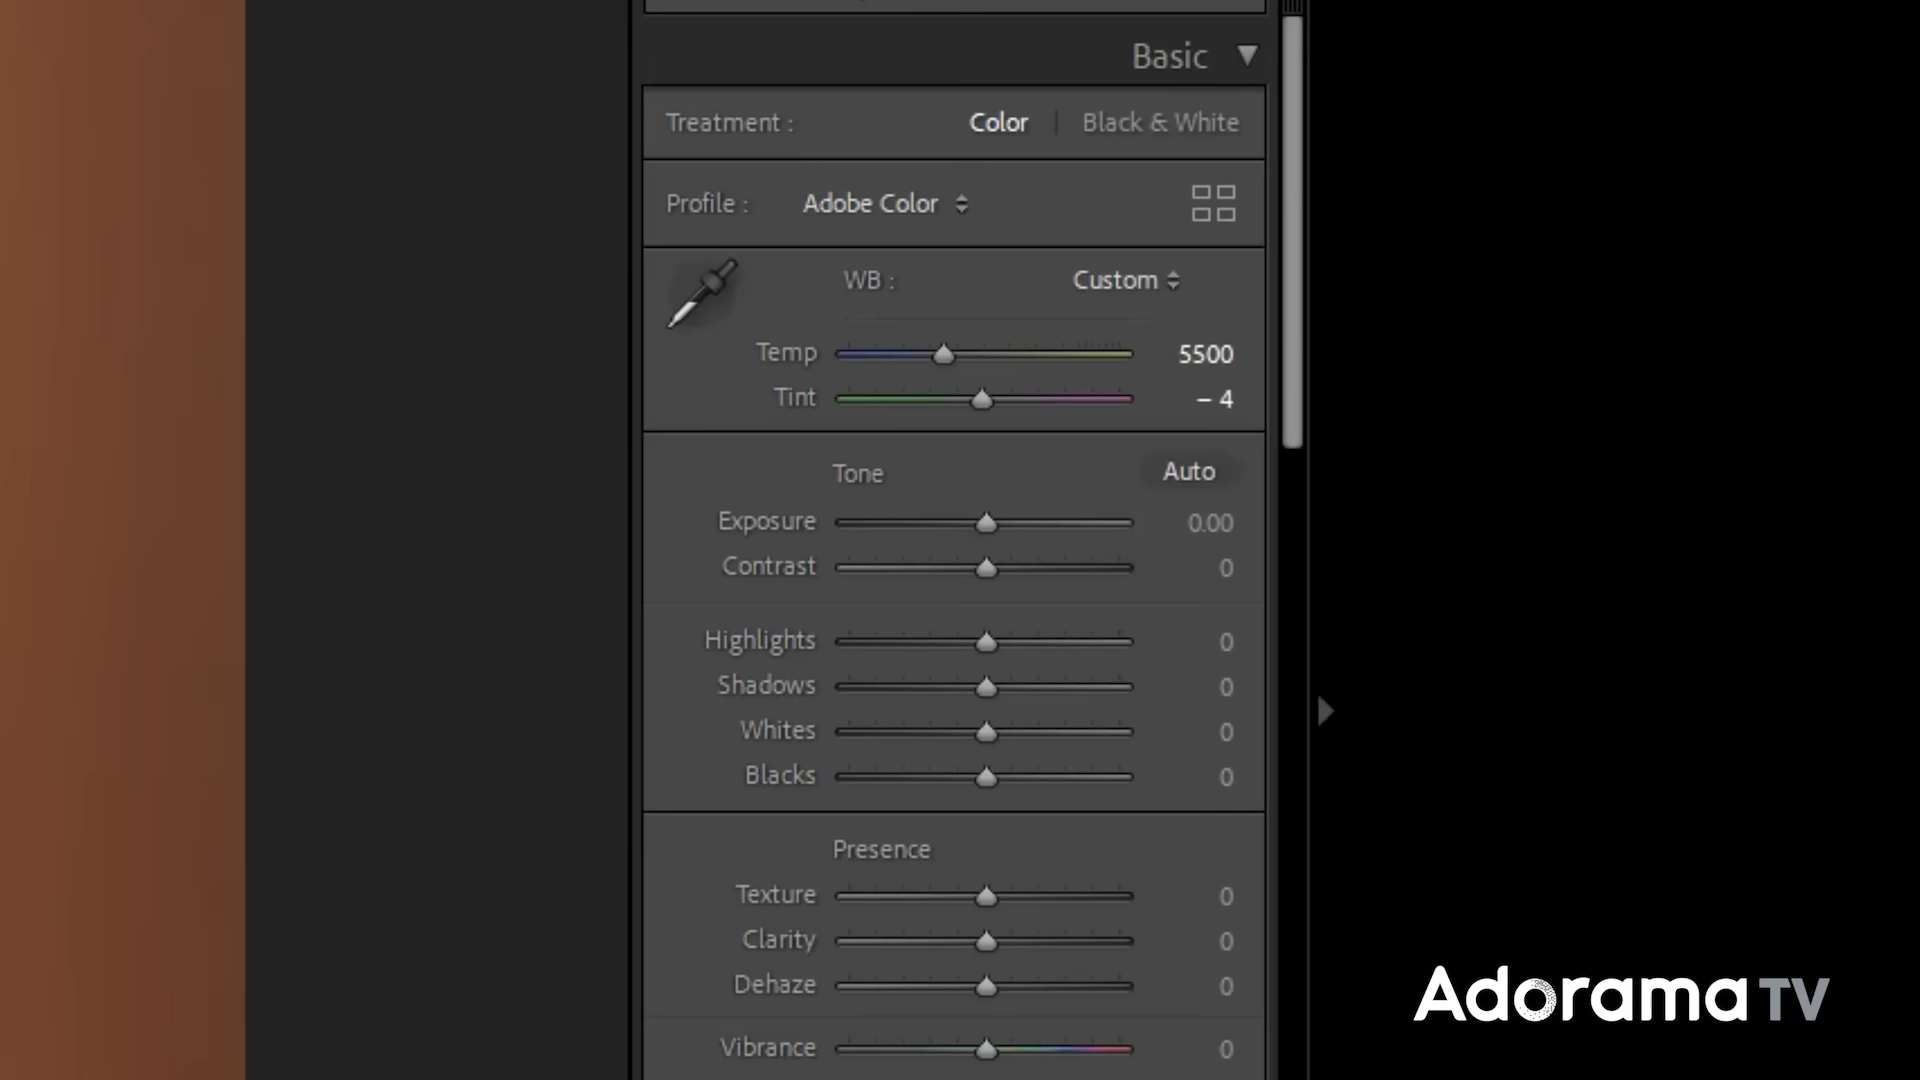 Basic
Treatment : Color Black & White
Profile : Adobe Color
WB : Custom
Temp 5500
Tint – 4
Tone Auto
Exposure 0.00
Contrast 0
Highlights 0
Shadows 0
Whites 0
Blacks 0
Presence
Texture 0
Clarity 0
Dehaze 0
Vibrance 0
Adorama TV